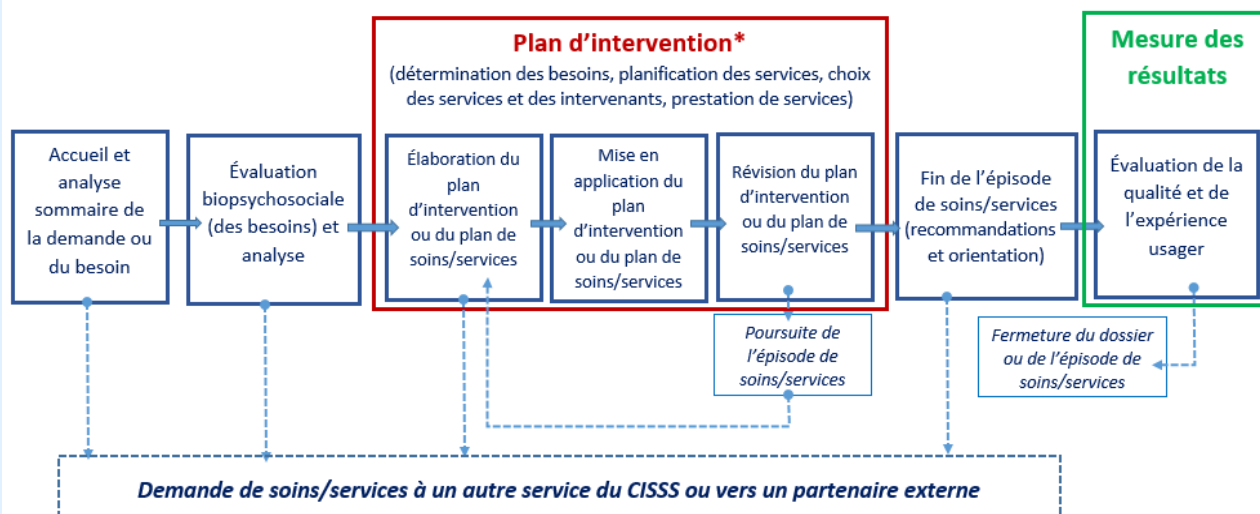 Plan d’intervention*
(détermination des besoins, planification des services, choix
des services et des intervenants, prestation de services)
Mesure des
résultats
Accueil et
analyse
sommaire de
la demande ou
du besoin
Évaluation
biopsychosociale
(des besoins) et
analyse
Élaboration du
plan
d’intervention
ou du plan de
soins/services
Mise en
application du
plan
d’intervention
ou du plan de
soins/services
Révision du plan
d’intervention
ou du plan de
soins/services
Fin de l’épisode
de soins/services
(recommandations
et orientation)
Évaluation de la
qualité et de
l’expérience
usager
Poursuite de
l’épisode de
soins/services
Fermeture du dossier
ou de l’épisode de
soins/services
Demande de soins/services à un autre service du CISSS ou vers un partenaire externe